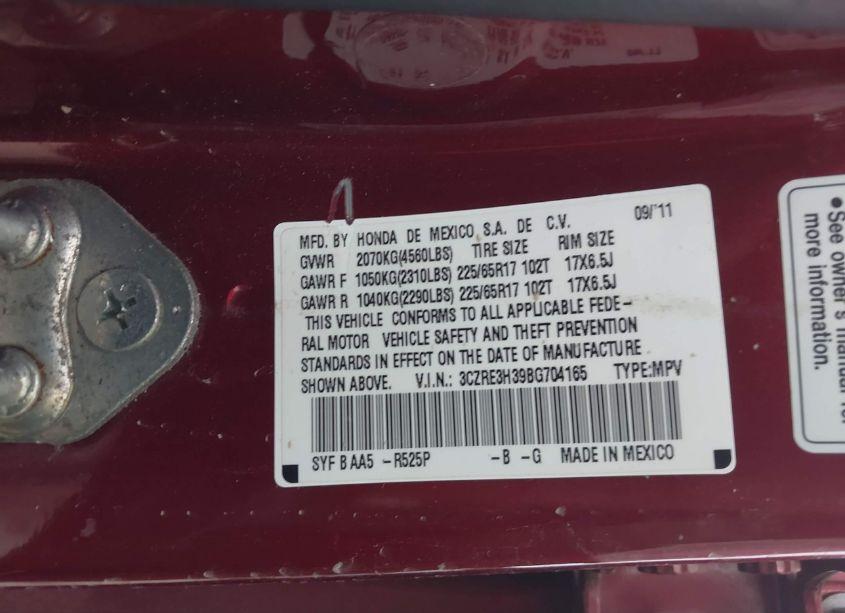 09/'11
MFD. BY HONDA DE MEXICO, S.A. DE C.V.
GVWR 2070KG(4560LBS) TIRE SIZE RIM SIZE
GAWR F 1050KG(2310LBS) 225/65R17 102T 17X6.5J
GAWR R 1040KG(2290LBS) 225/65R17 102T 17X6.5J
THIS VEHICLE CONFORMS TO ALL APPLICABLE FEDE-
RAL MOTOR VEHICLE SAFETY AND THEFT PREVENTION
STANDARDS IN EFFECT ON THE DATE OF MANUFACTURE
SHOWN ABOVE. V.I.N.: 3CZRE3H39BG704165 TYPE:MPV
SYF B AA5 -R525P -B -G MADE IN MEXICO
•See owner's manual for
more information.